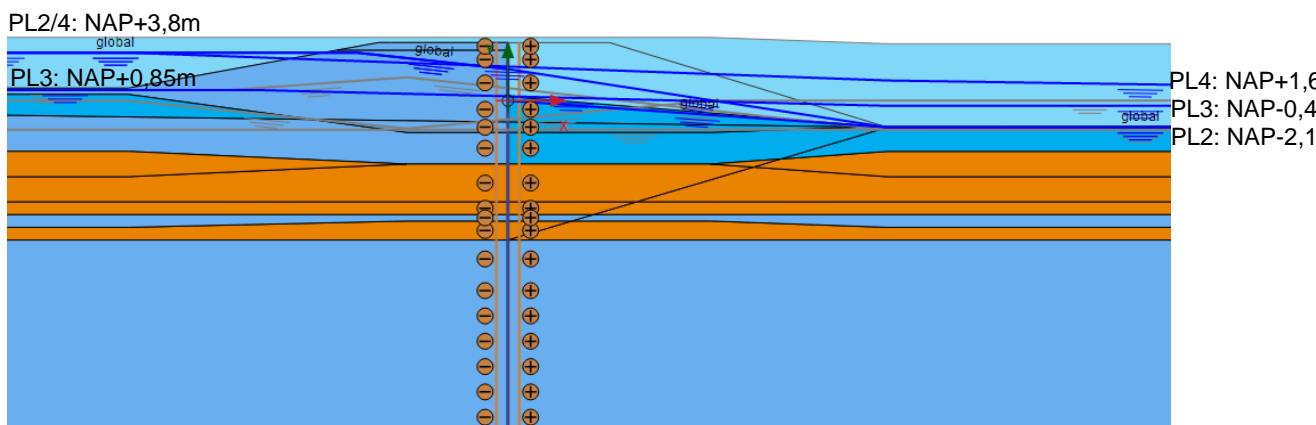 PL2/4: NAP+3,8m
global
global
PL3: NAP+0,85m
PL4: NAP+1,6
global
PL3: NAP-0,4
global
X
PL2: NAP-2,1